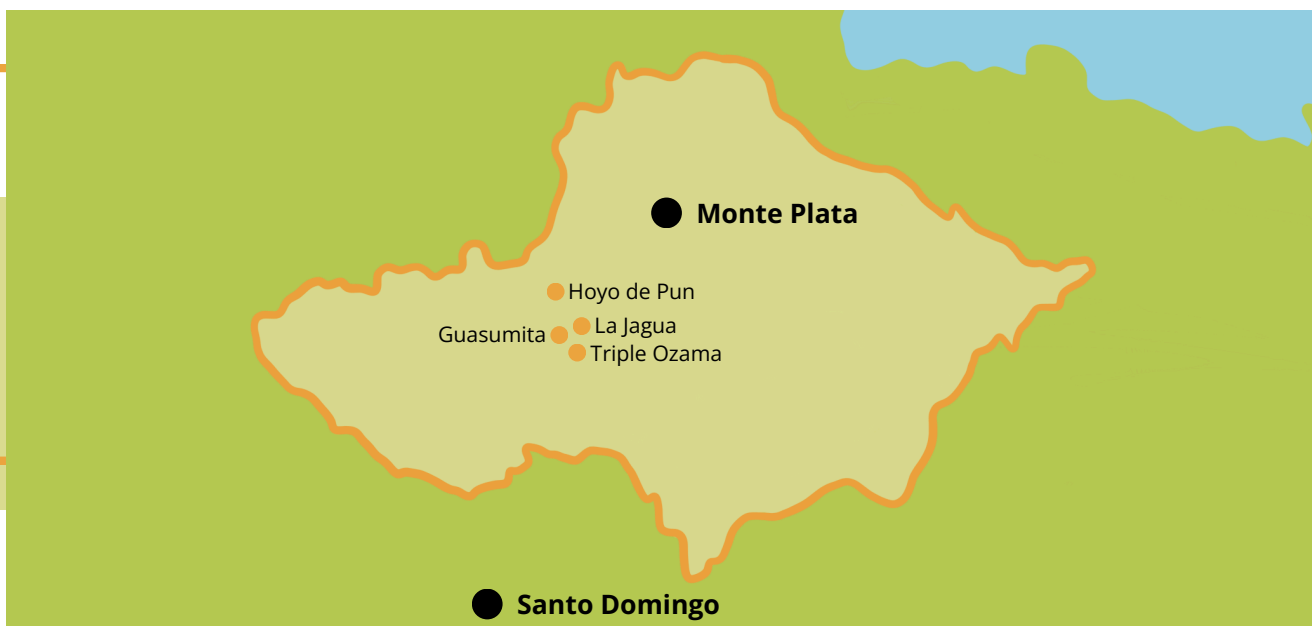 Monte Plata
Hoyo de Pun
La Jagua
Guasumita
Triple Ozama
Santo Domingo